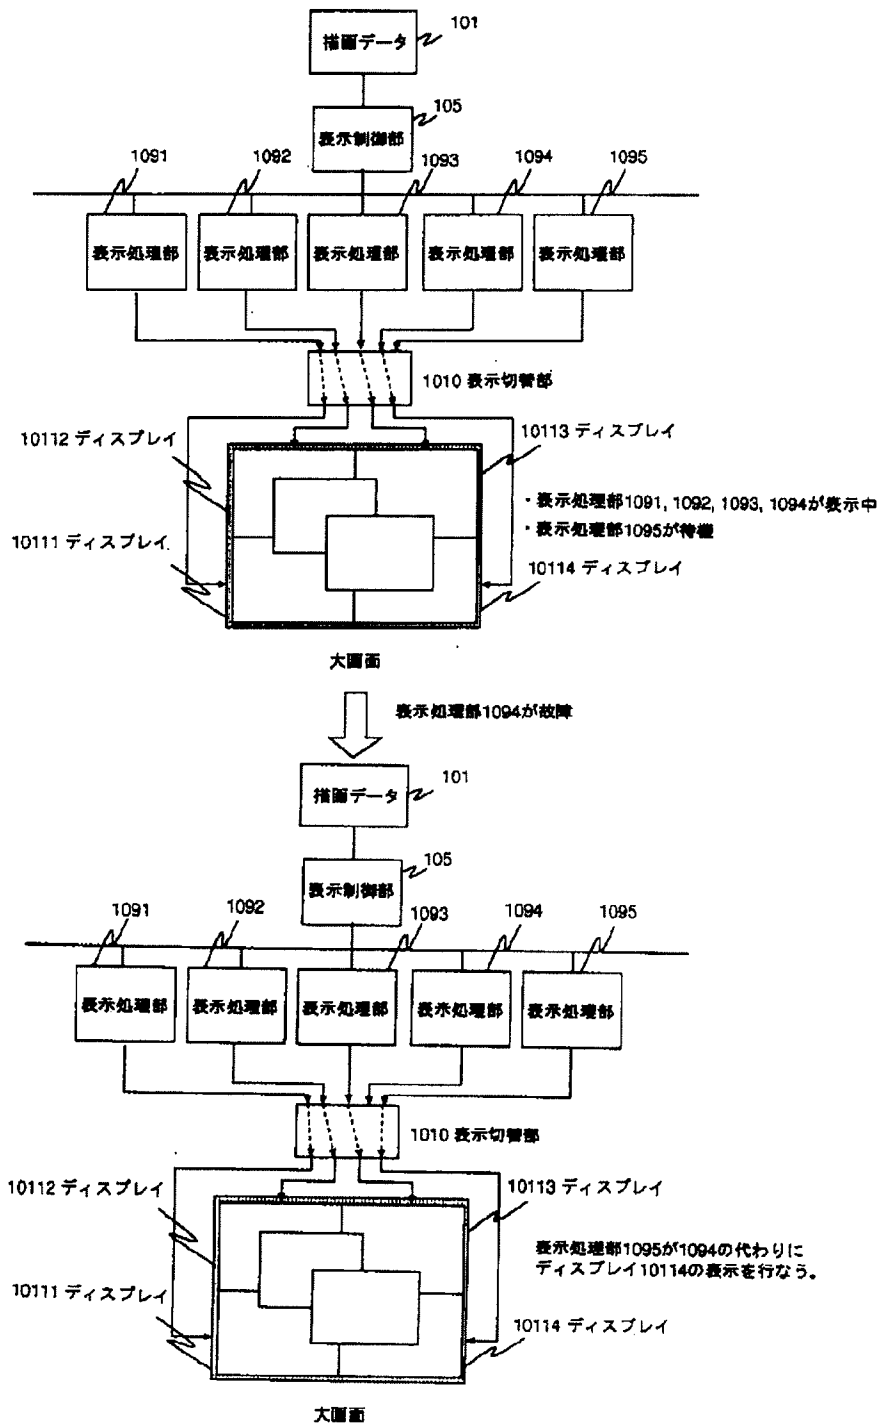 描画データ
101
表示制御部
105
1091
1092
1093
1094
1095
表示処理部
表示処理部
表示処理部
表示処理部
表示処理部
1010 表示切替部
10112 ディスプレイ
10113 ディスプレイ
・表示処理部1091, 1092, 1093, 1094が表示中
・表示処理部1095が待機
10111 ディスプレイ
10114 ディスプレイ
大画面
表示処理部1094が故障
描画データ
101
表示制御部
105
1091
1092
1093
1094
1095
表示処理部
表示処理部
表示処理部
表示処理部
表示処理部
1010 表示切替部
10112 ディスプレイ
10113 ディスプレイ
表示処理部1095が1094の代わりに
ディスプレイ10114の表示を行なう。
10111 ディスプレイ
10114 ディスプレイ
大画面